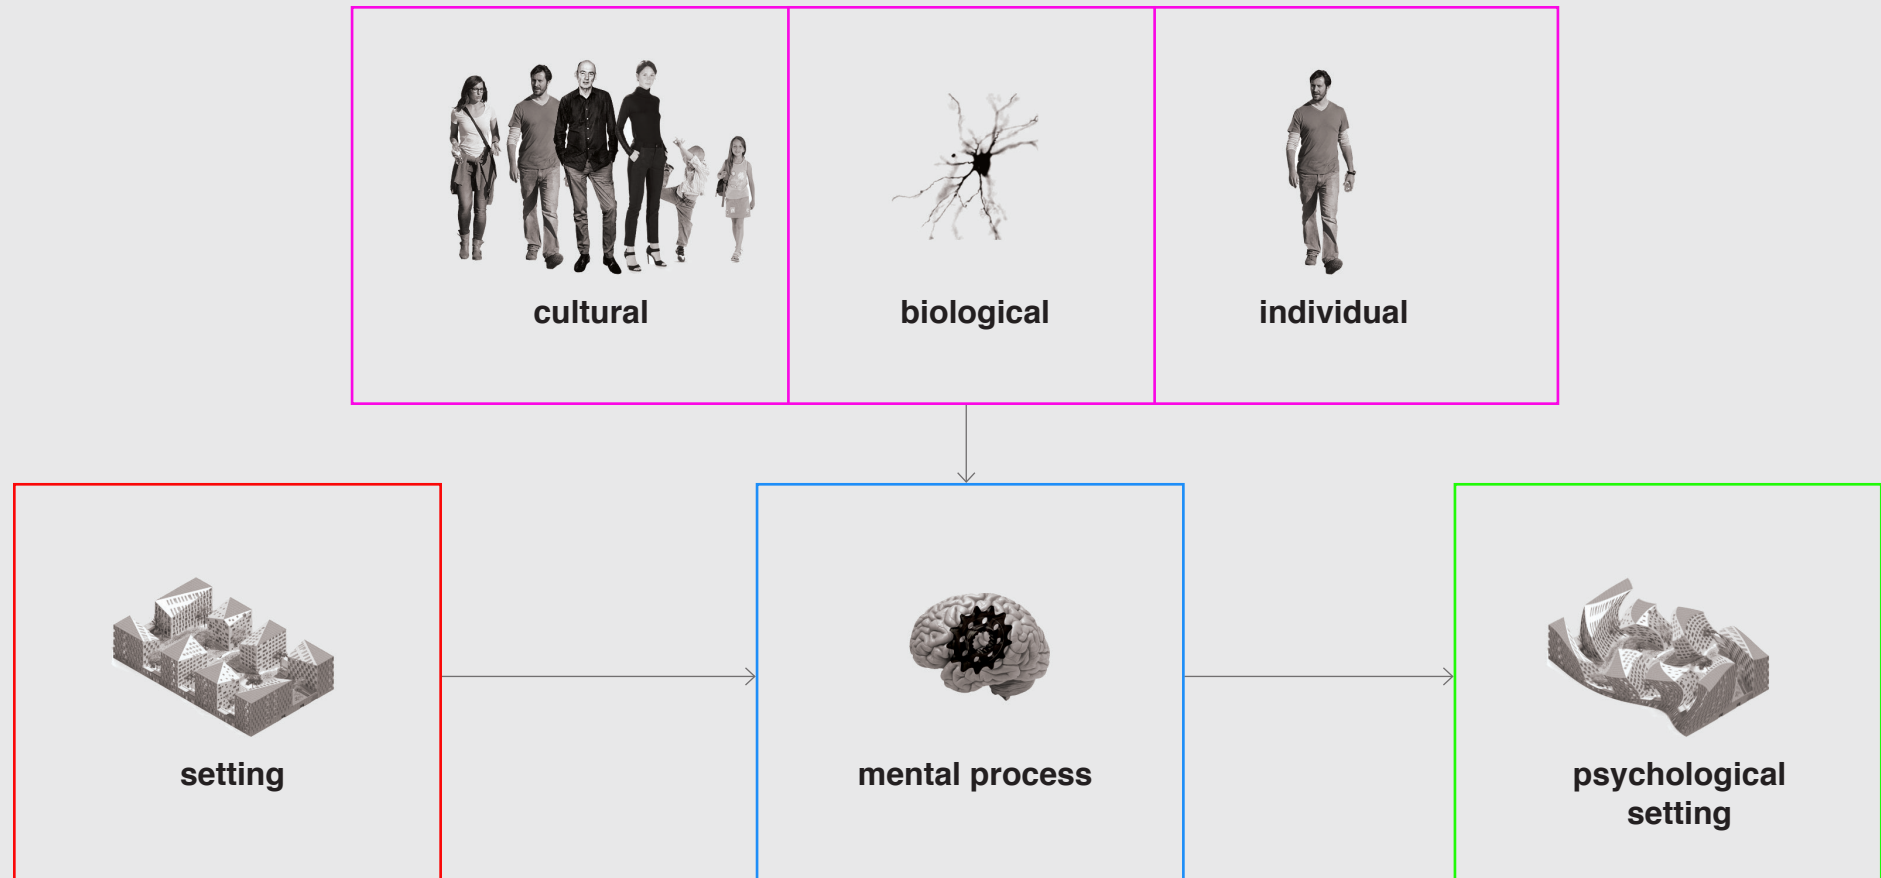 cultural
biological
individual
setting
mental process
psychological
setting